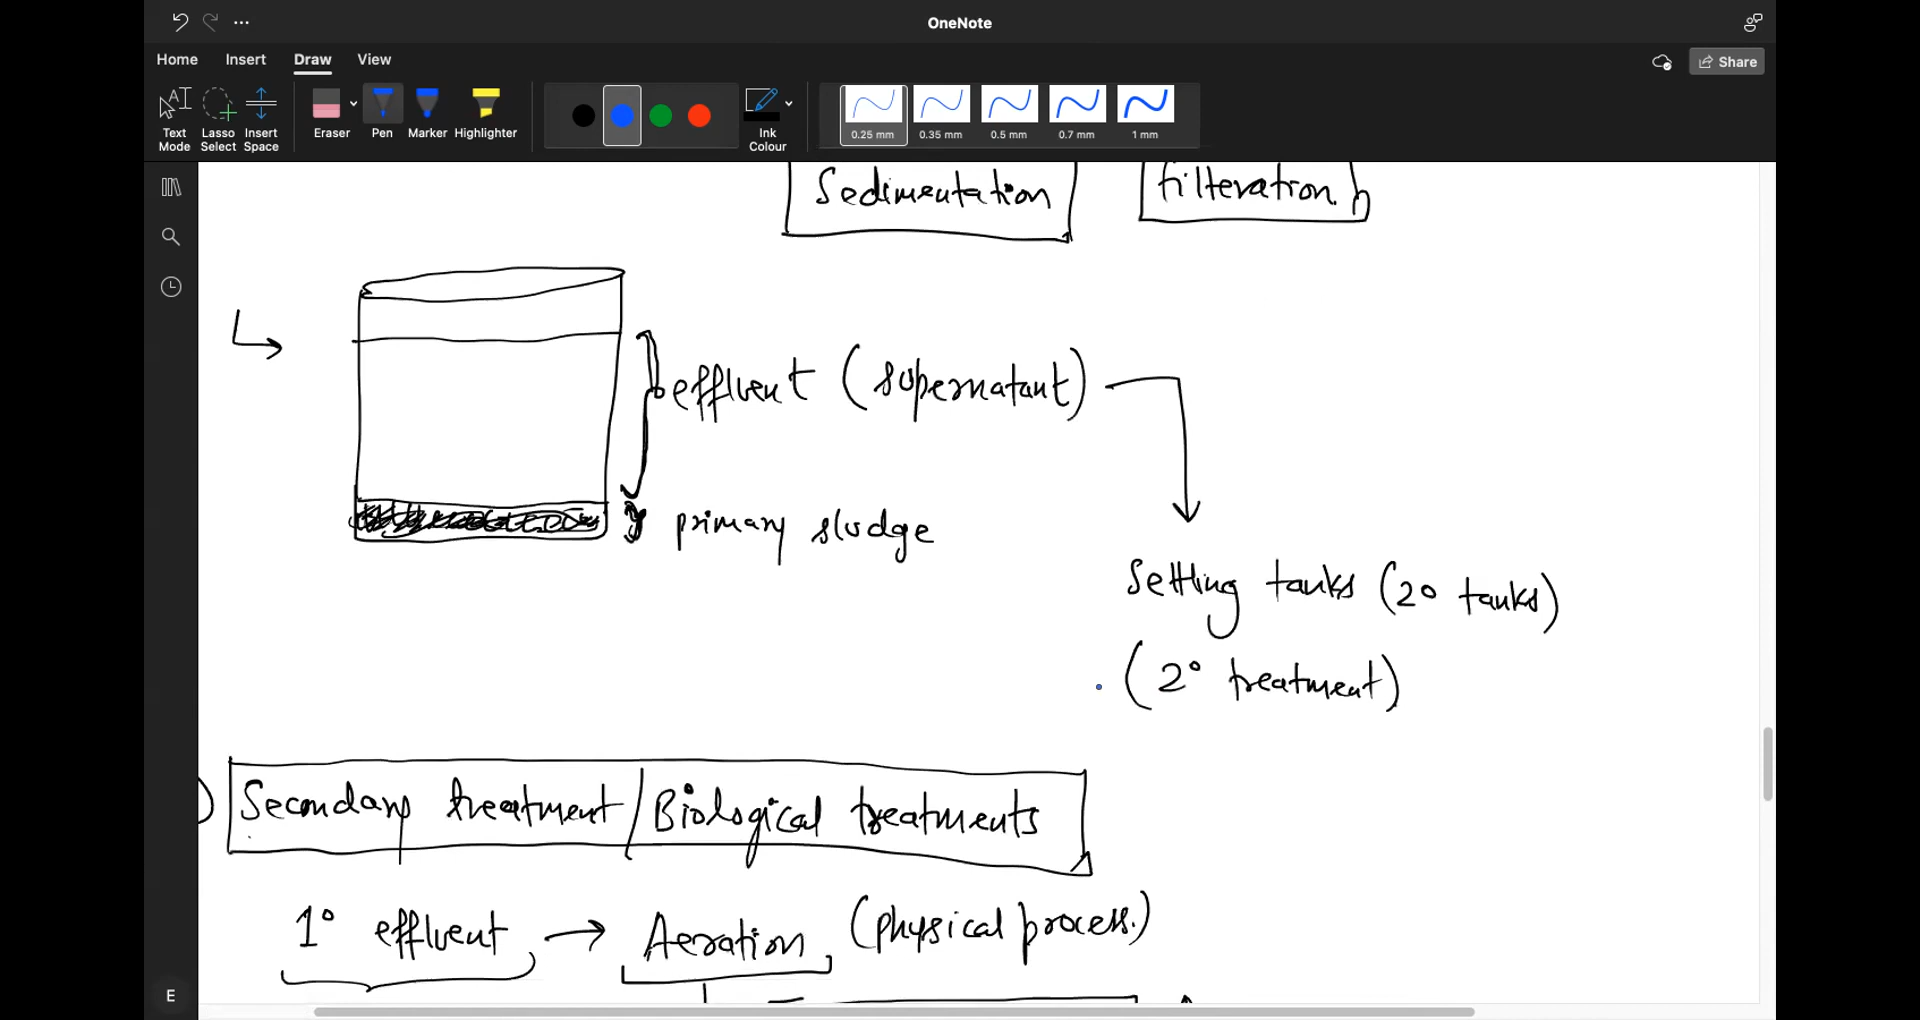 OneNote
Home Insert Draw View
Share
Text Mode
Lasso Select
Insert Space
Eraser
Pen
Marker
Highlighter
Ink Colour
0.25 mm
0.35 mm
0.5 mm
0.7 mm
1 mm
Sedimentation
filteration.
effluent (supernatant)
primary sludge
Settling tanks (2o tanks)
(2° treatment)
) Secondary treatment/Biological treatments
1° effluent → Aeration (physical process.)
E